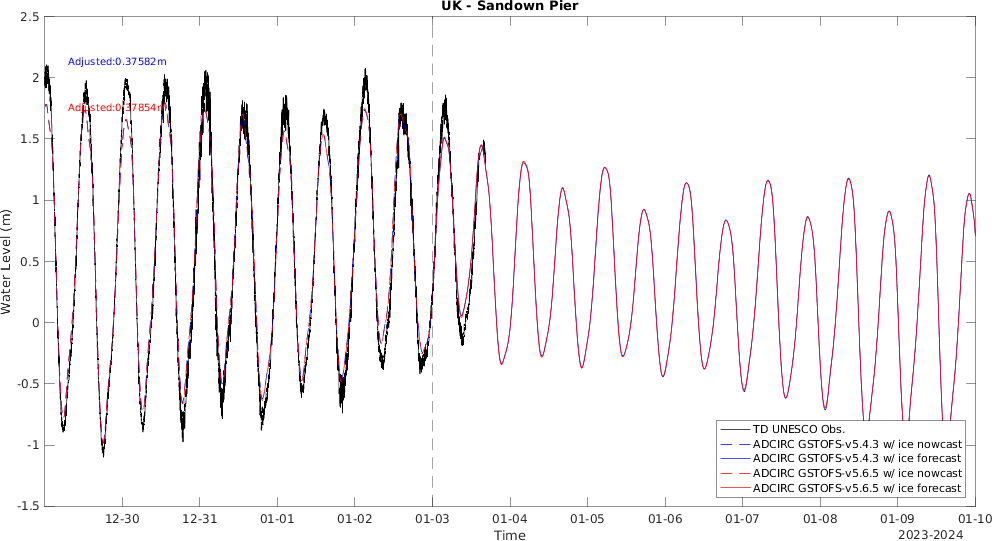 UK - Sandown Pier
2.5
2
1.5
1
0.5
0
-0.5
-1
-1.5
Water Level (m)
Adjusted:0.37582m
Adjusted:0.37854m
TD UNESCO Obs.
ADCIRC GSTOFS-v5.4.3 w/ ice nowcast
ADCIRC GSTOFS-v5.4.3 w/ ice forecast
ADCIRC GSTOFS-v5.6.5 w/ ice nowcast
ADCIRC GSTOFS-v5.6.5 w/ ice forecast
12-30 12-31 01-01 01-02 01-03 01-04 01-05 01-06 01-07 01-08 01-09 01-10
Time
2023-2024